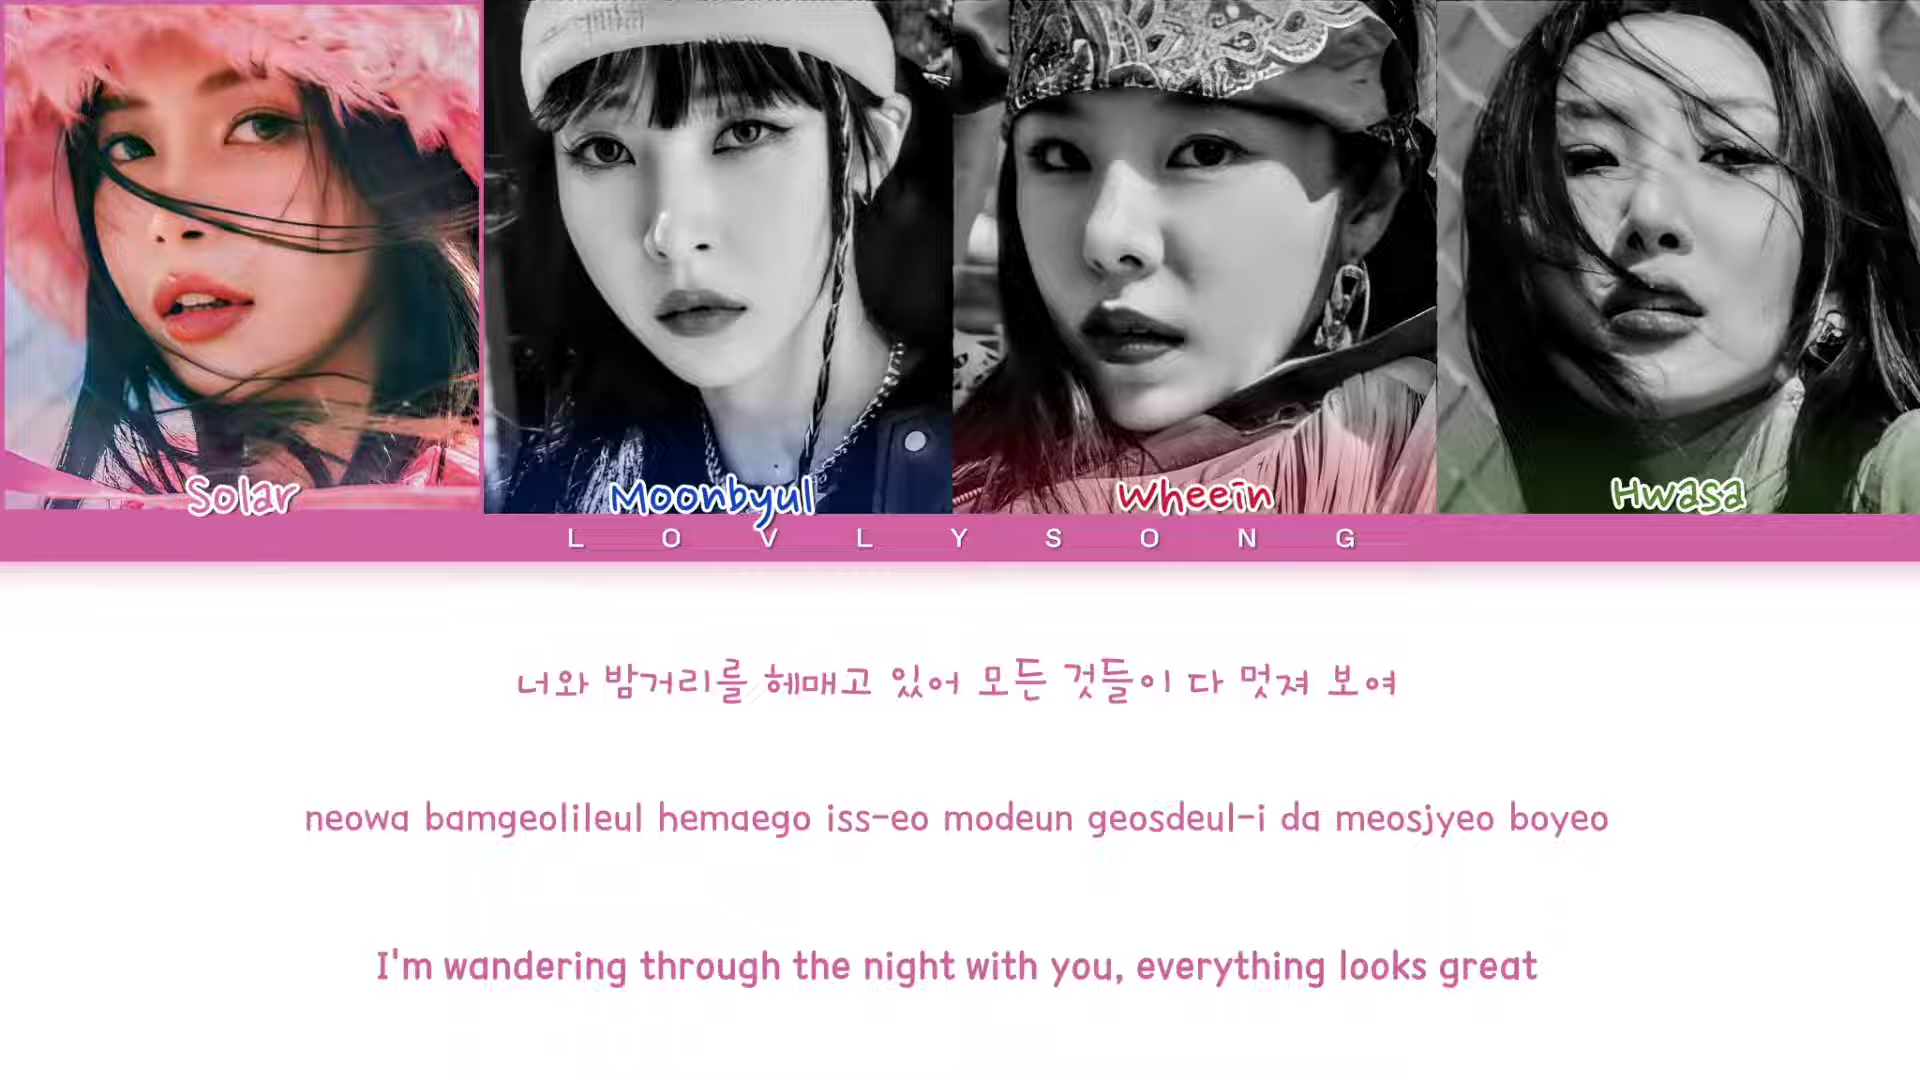 Solar Moonbyul Wheein Hwasa
LOVLYSONG
너와 밤거리를 헤매고 있어 모든 것들이 다 멋져 보여
neowa bamgeolileul hemaego iss-eo modeun geosdeul-i da meosjyeo boyeo
I'm wandering through the night with you, everything looks great